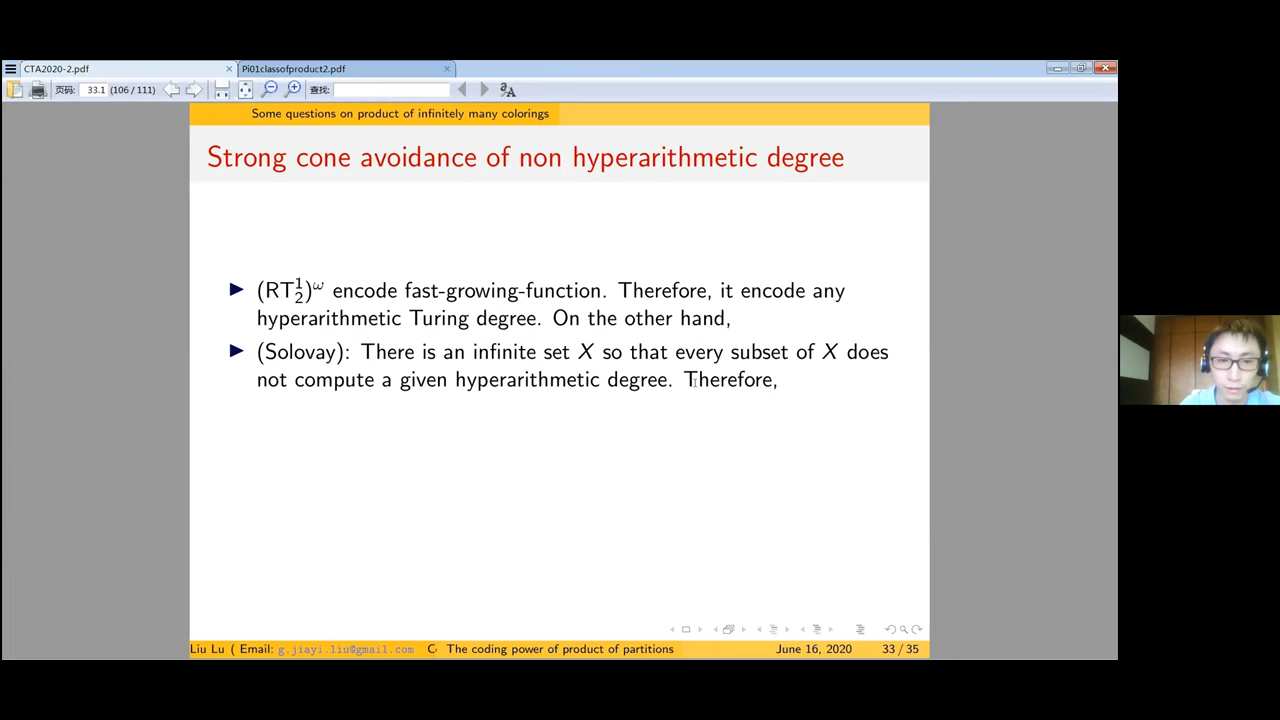 CTA2020-2.pdf
Pi01classofproduct2.pdf
页码: 33.1 (106 / 111) 查找:
Some questions on product of infinitely many colorings
Strong cone avoidance of non hyperarithmetic degree
▶ (RT¹₂)^ω encode fast-growing-function. Therefore, it encode any
hyperarithmetic Turing degree. On the other hand,
▶ (Solovay): There is an infinite set X so that every subset of X does
not compute a given hyperarithmetic degree. Therefore,
Liu Lu ( Email: g.jiayi.liu@gmail.com The coding power of product of partitions June 16, 2020 33 / 35